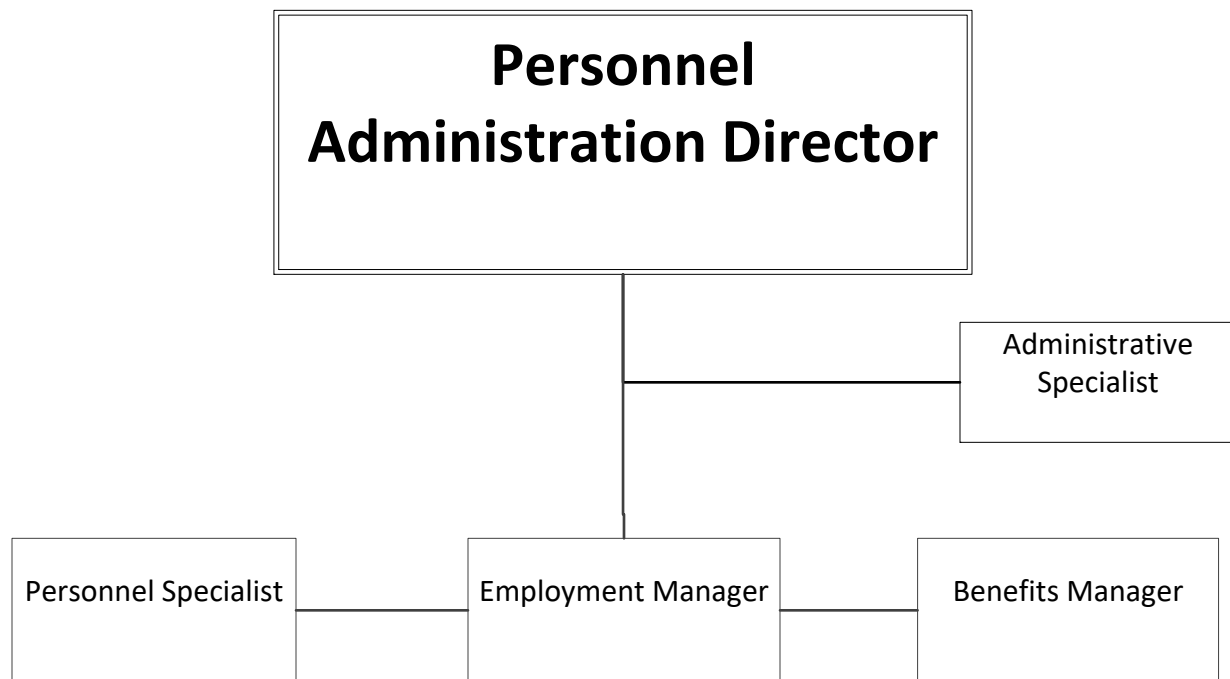 Personnel
Administration Director
Administrative
Specialist
Personnel Specialist
Employment Manager
Benefits Manager